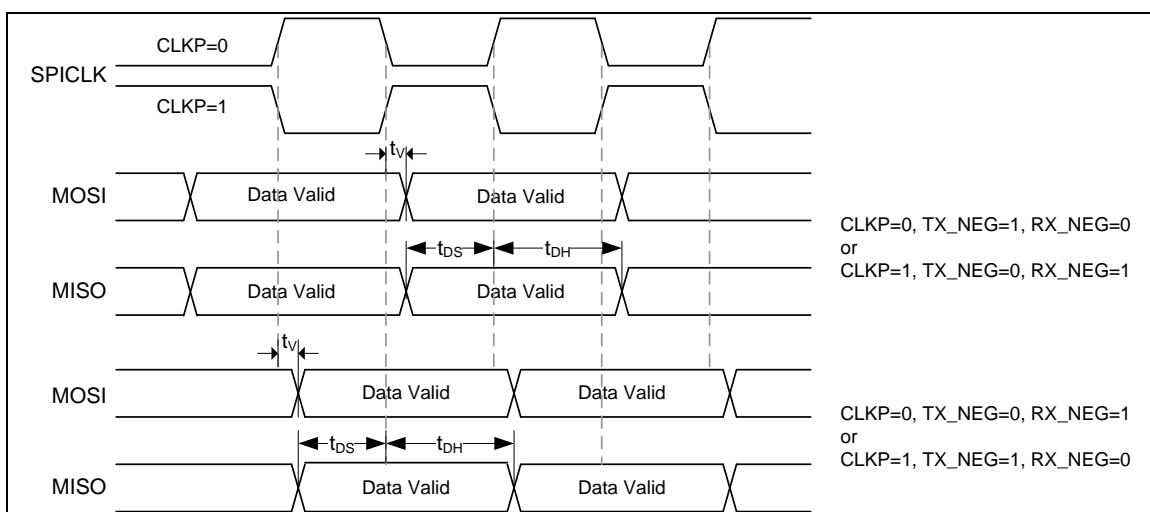 CLKP=0
SPICLK
CLKP=1
tV
MOSI Data Valid Data Valid
CLKP=0, TX_NEG=1, RX_NEG=0
or
CLKP=1, TX_NEG=0, RX_NEG=1
tDS tDH
MISO Data Valid Data Valid
tV
MOSI Data Valid Data Valid
CLKP=0, TX_NEG=0, RX_NEG=1
or
CLKP=1, TX_NEG=1, RX_NEG=0
tDS tDH
MISO Data Valid Data Valid